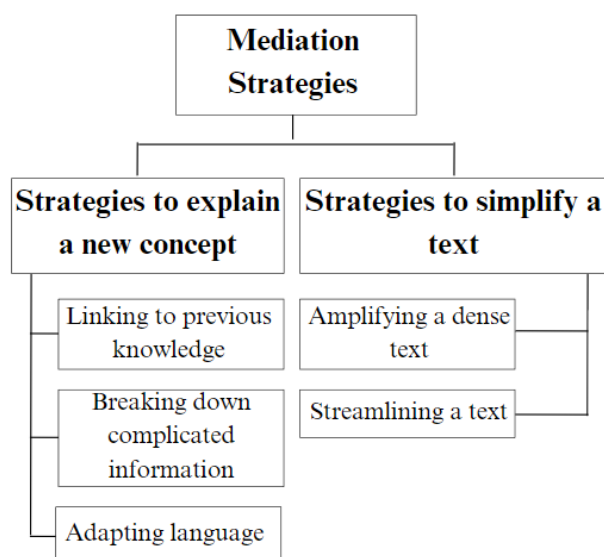 Mediation
Strategies
Strategies to explain
a new concept
Strategies to simplify a
text
Linking to previous
knowledge
Amplifying a dense
text
Breaking down
complicated
information
Streamlining a text
Adapting language